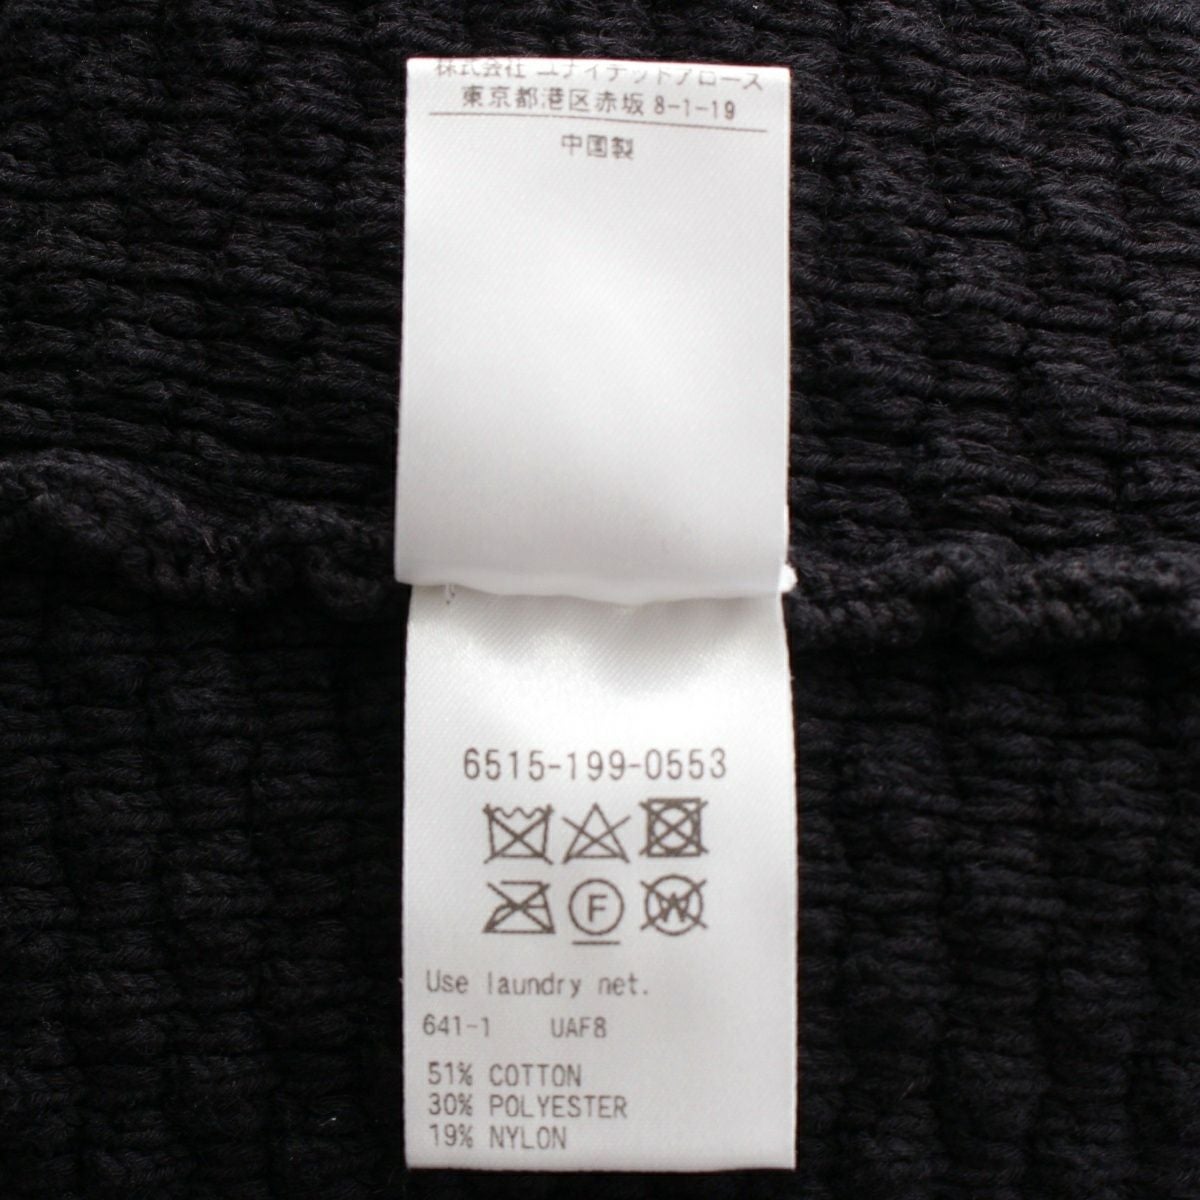 株式会社 ユナイテッドアローズ
東京都港区赤坂 8-1-19
中国製
6515-199-0553
F
W
Use laundry net.
641-1 UAF8
51% COTTON
30% POLYESTER
19% NYLON